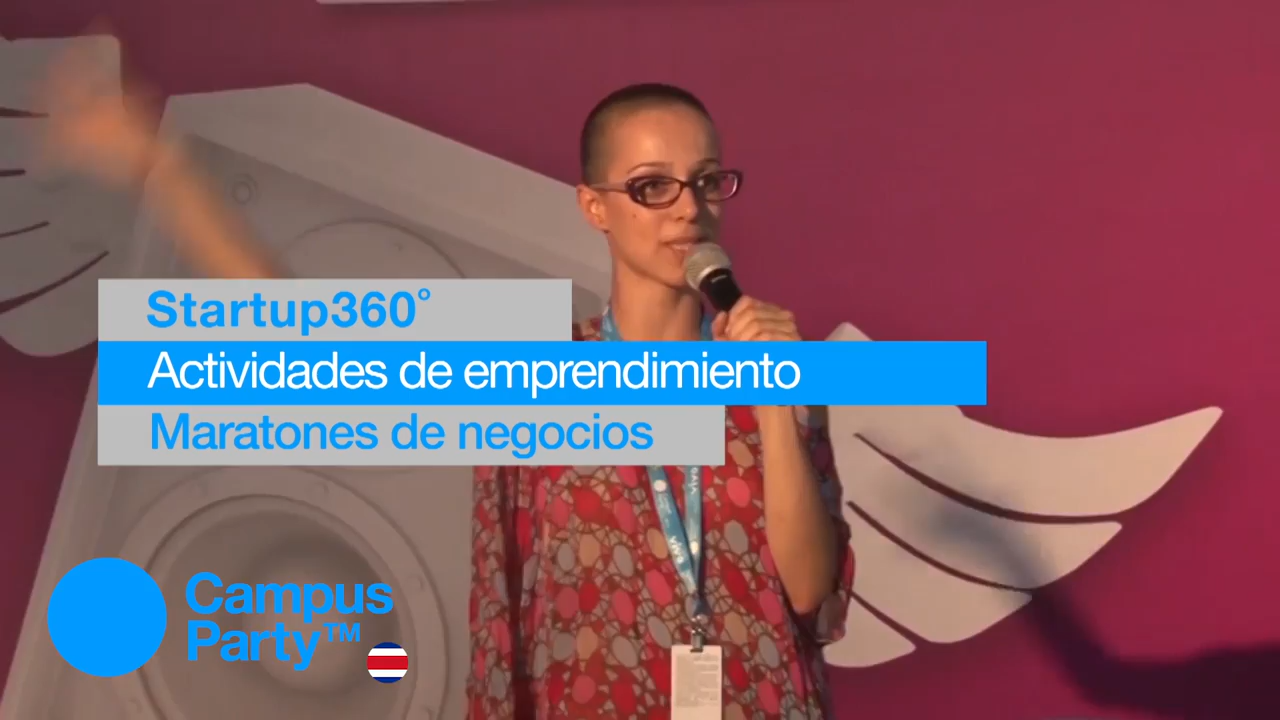 Startup360°
Actividades de emprendimiento
Maratones de negocios
Campus
Party™